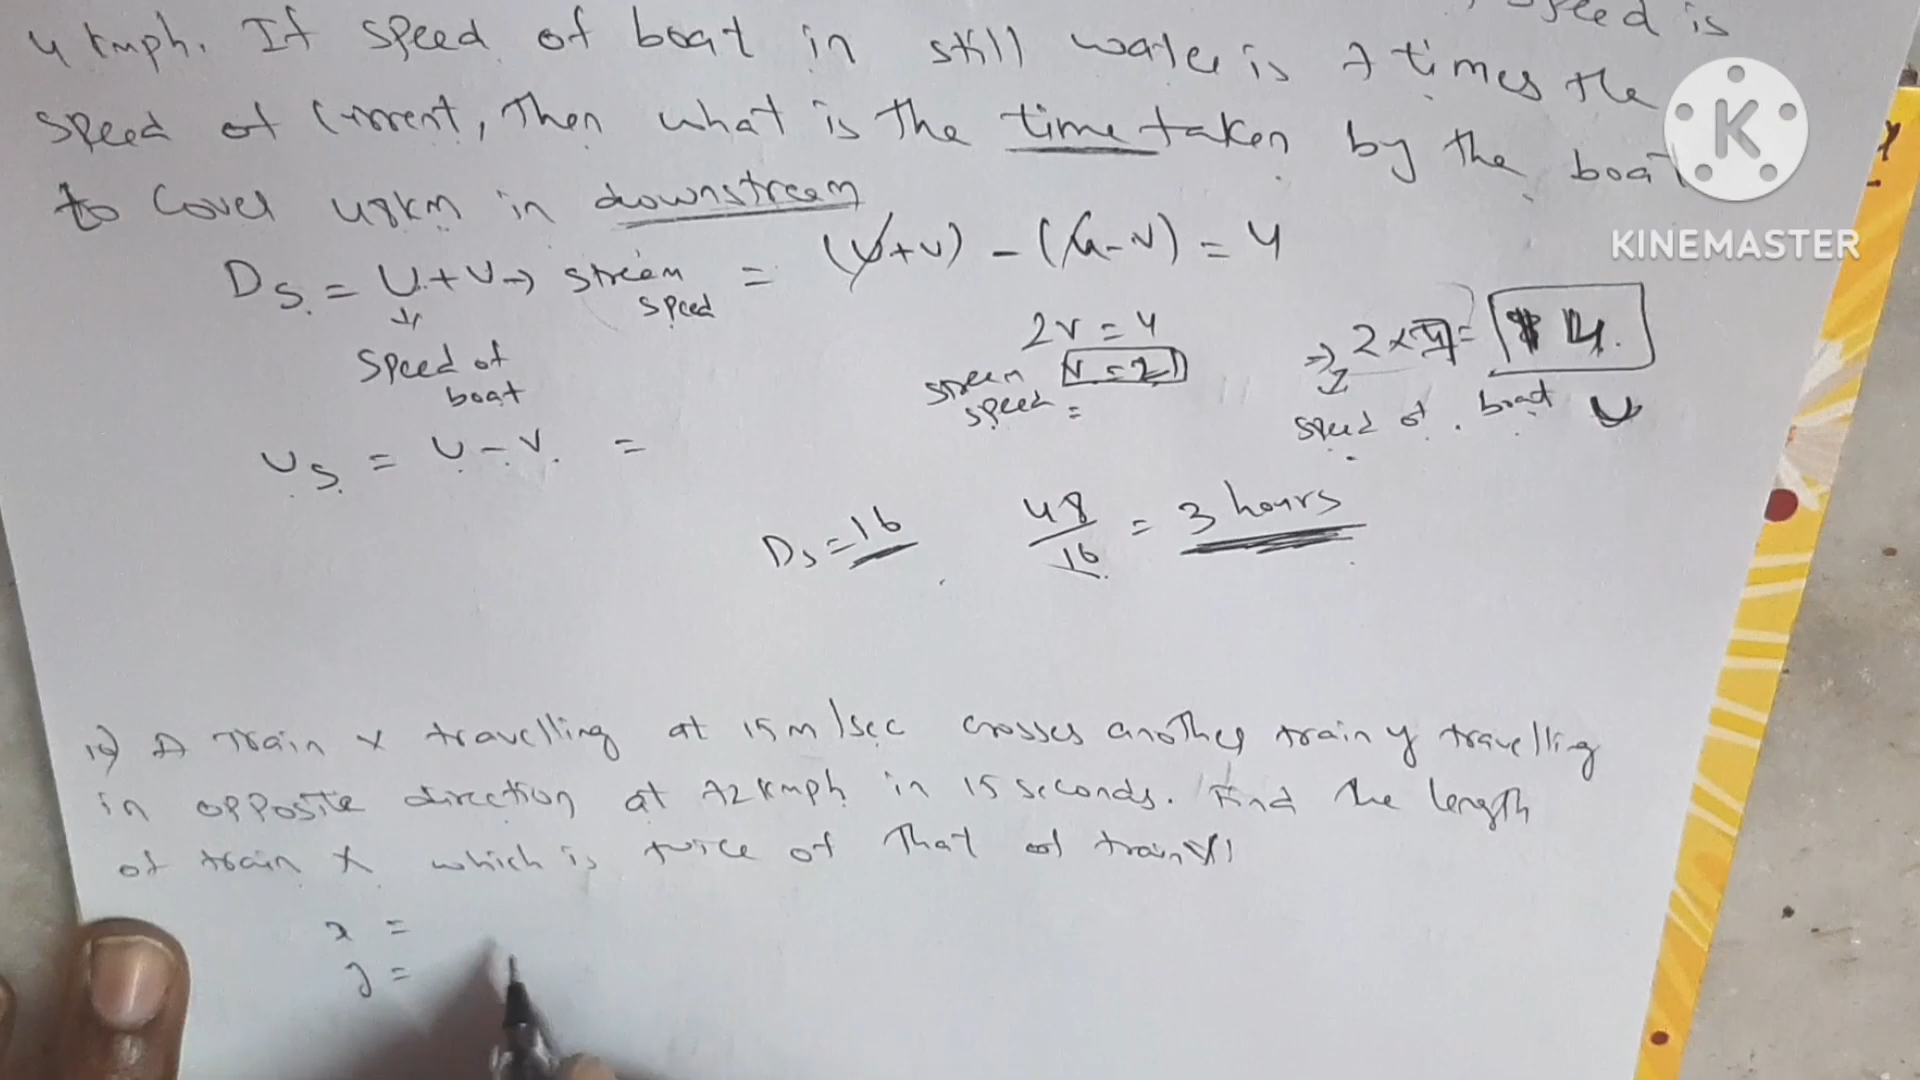 speed is
4 kmph. If speed of boat in still water is 7 times the
speed of current, Then what is the time taken by the boat
to cover 48km in downstream
DS = U+V → stream speed = (U+V) - (U-V) = 4
speed of boat
2V = 4
stream speed = V = 2
⇒ 2 × 7 = 14.
speed of boat U
US = U - V =
DS = 16
48/16 = 3 hours
A Train X travelling at 15m/sec crosses another train y travelling
in opposite direction at 72kmph in 15 seconds. Find the length
of train X which is twice of that of train Y
x =
y =
K
KINEMASTER